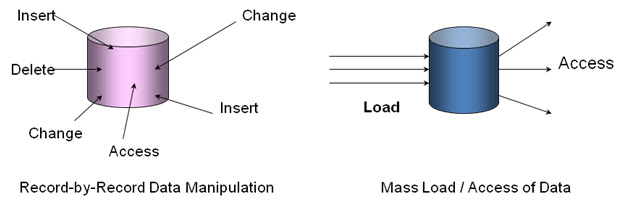 Insert
Change
Delete
Access
Insert
Load
Change
Access
Record-by-Record Data Manipulation
Mass Load / Access of Data